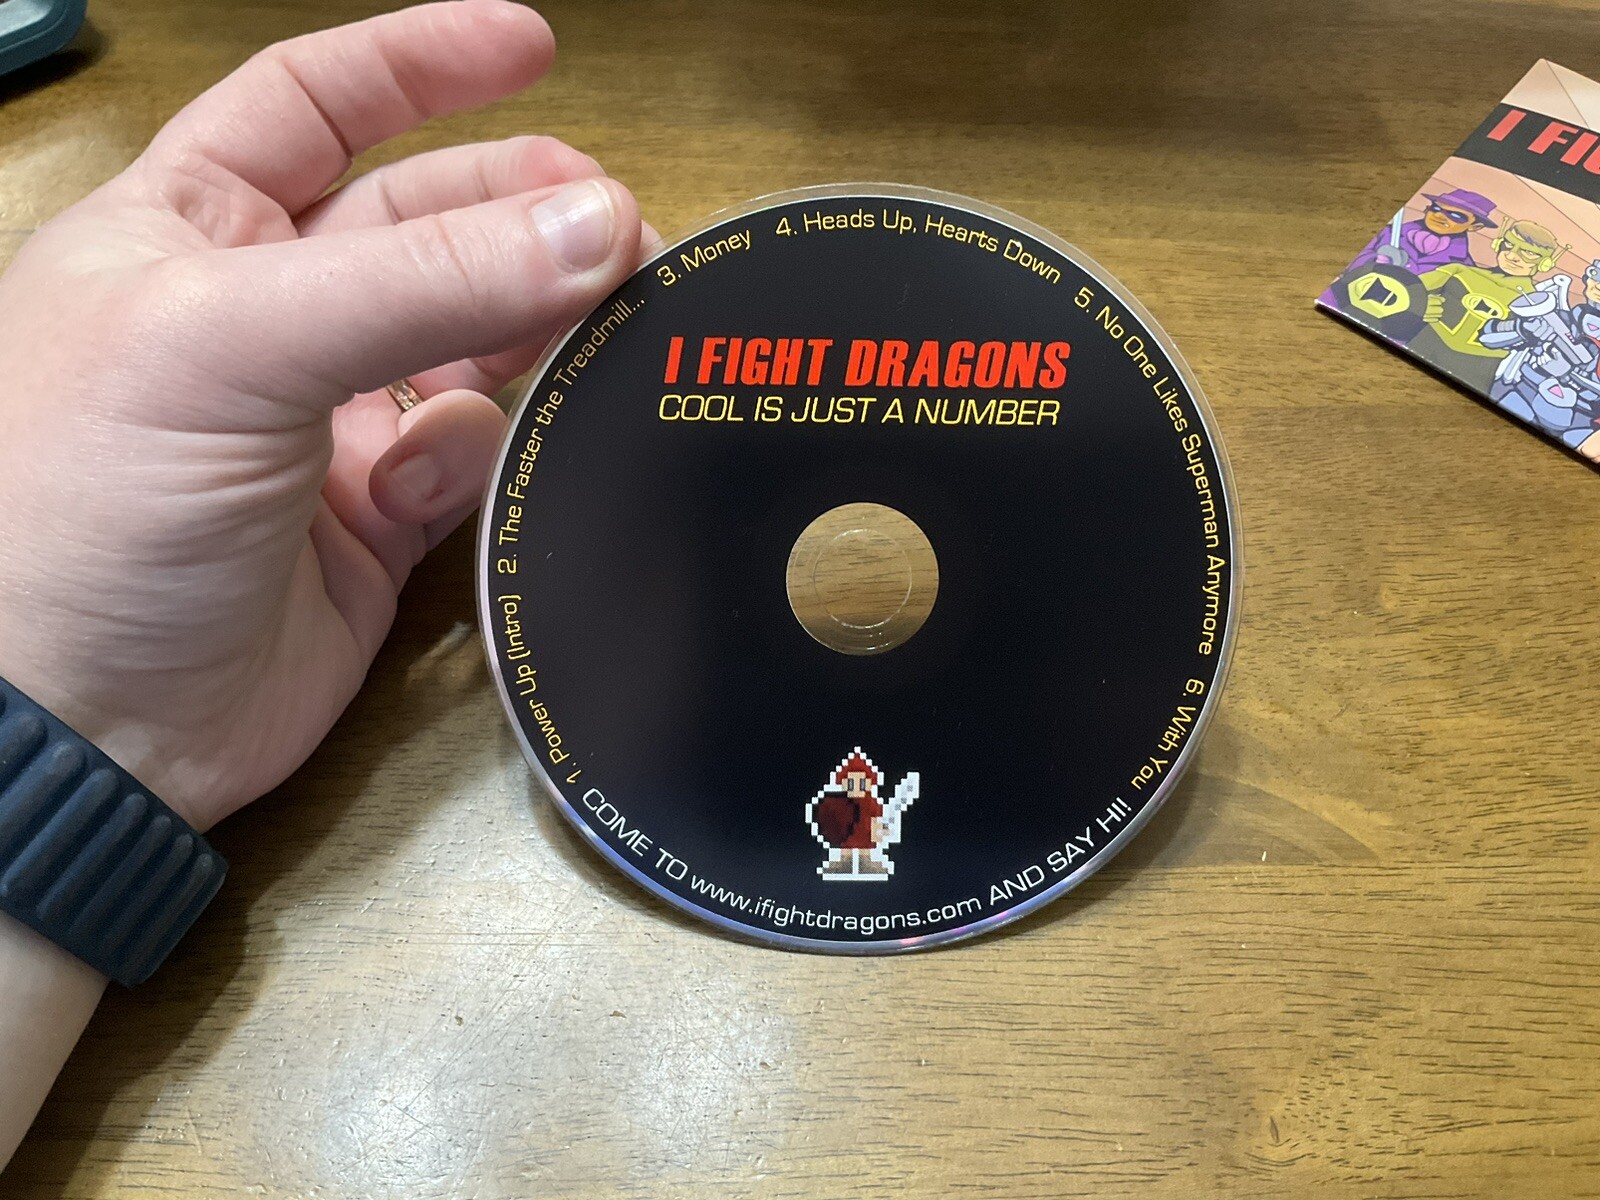 I FIGHT DRAGONS
COOL IS JUST A NUMBER
1. Power Up (Intro)
2. The Faster the Treadmill...
3. Money
4. Heads Up, Hearts Down
5. No One Likes Superman Anymore
6. With You
COME TO www.ifightdragons.com AND SAY HI!
I